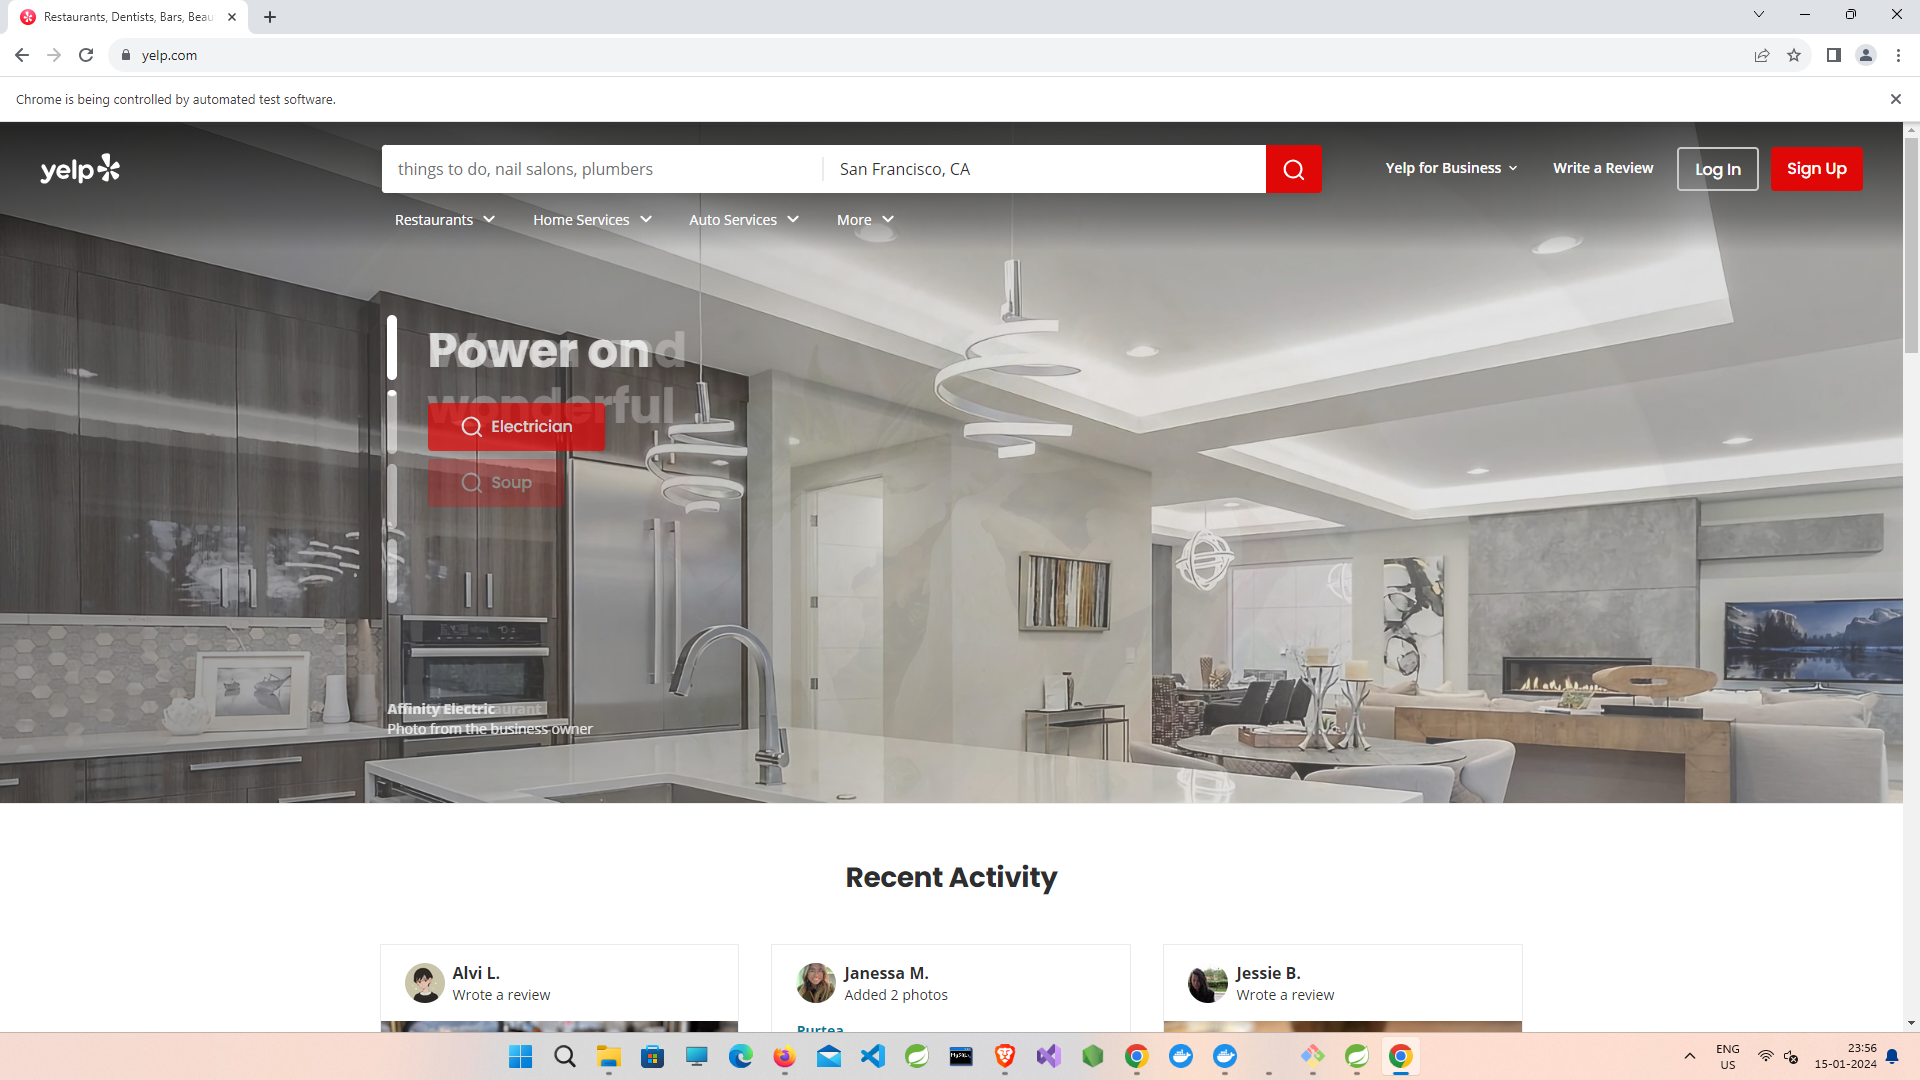 Restaurants, Dentists, Bars, Beau
yelp.com
Chrome is being controlled by automated test software.
yelp
things to do, nail salons, plumbers
San Francisco, CA
Yelp for Business
Write a Review
Log In
Sign Up
Restaurants
Home Services
Auto Services
More
Power on
wonderful
Electrician
Soup
Affinity Electric
Photo from the business owner
Recent Activity
Alvi L.
Wrote a review
Janessa M.
Added 2 photos
Purtea
Jessie B.
Wrote a review
ENG
US
23:56
15-01-2024